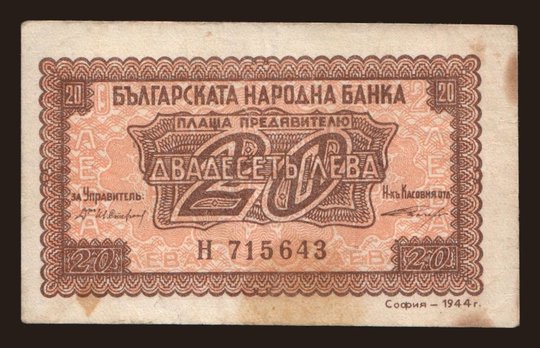 20 БЪЛГАРСКАТА НАРОДНА БАНКА 20
ПЛАЩА ПРЕДЯВИТЕЛЮ
20
ДВАДЕСЕТЬ ЛЕВА
за Управитель: Н-къ Касовия отд.
Н 715643
20 20
София – 1944 г.